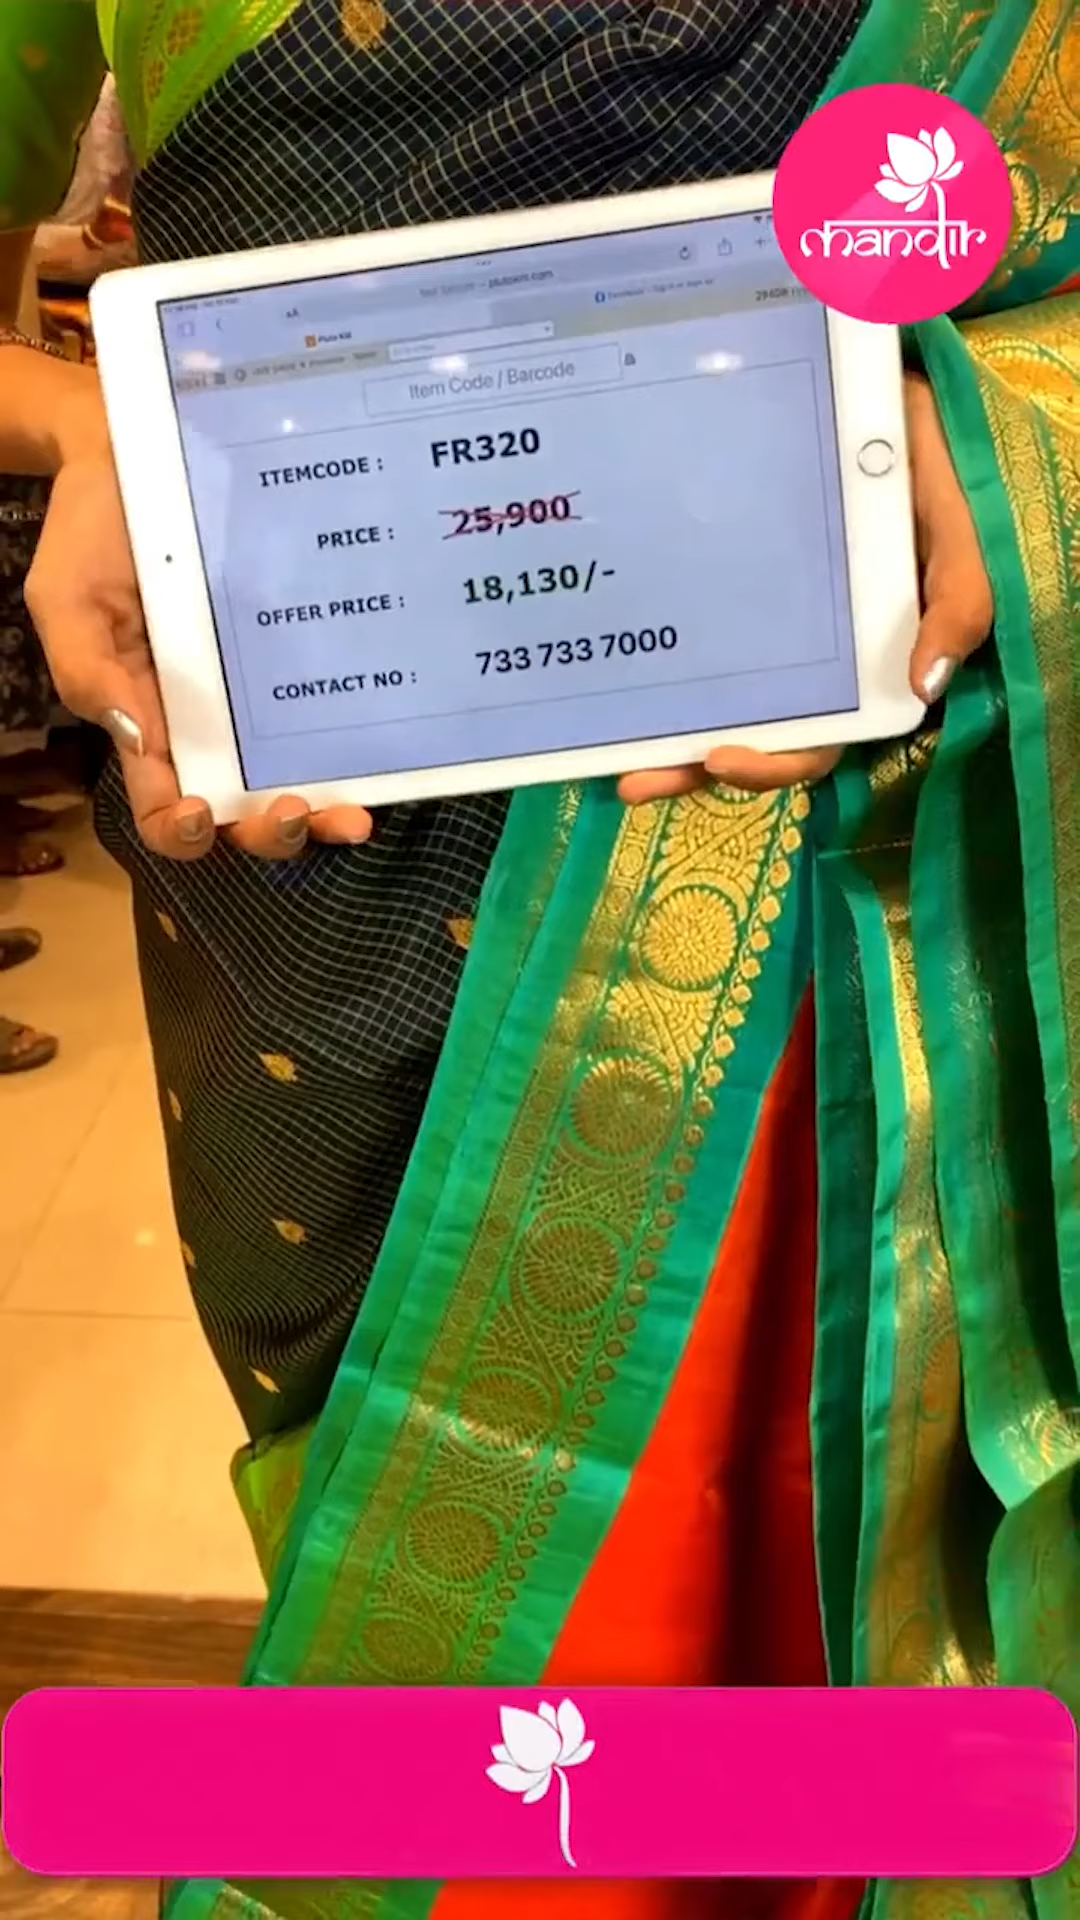 mandir
Item Code / Barcode
ITEMCODE : FR320
PRICE : 25,900
OFFER PRICE : 18,130/-
CONTACT NO : 733 733 7000